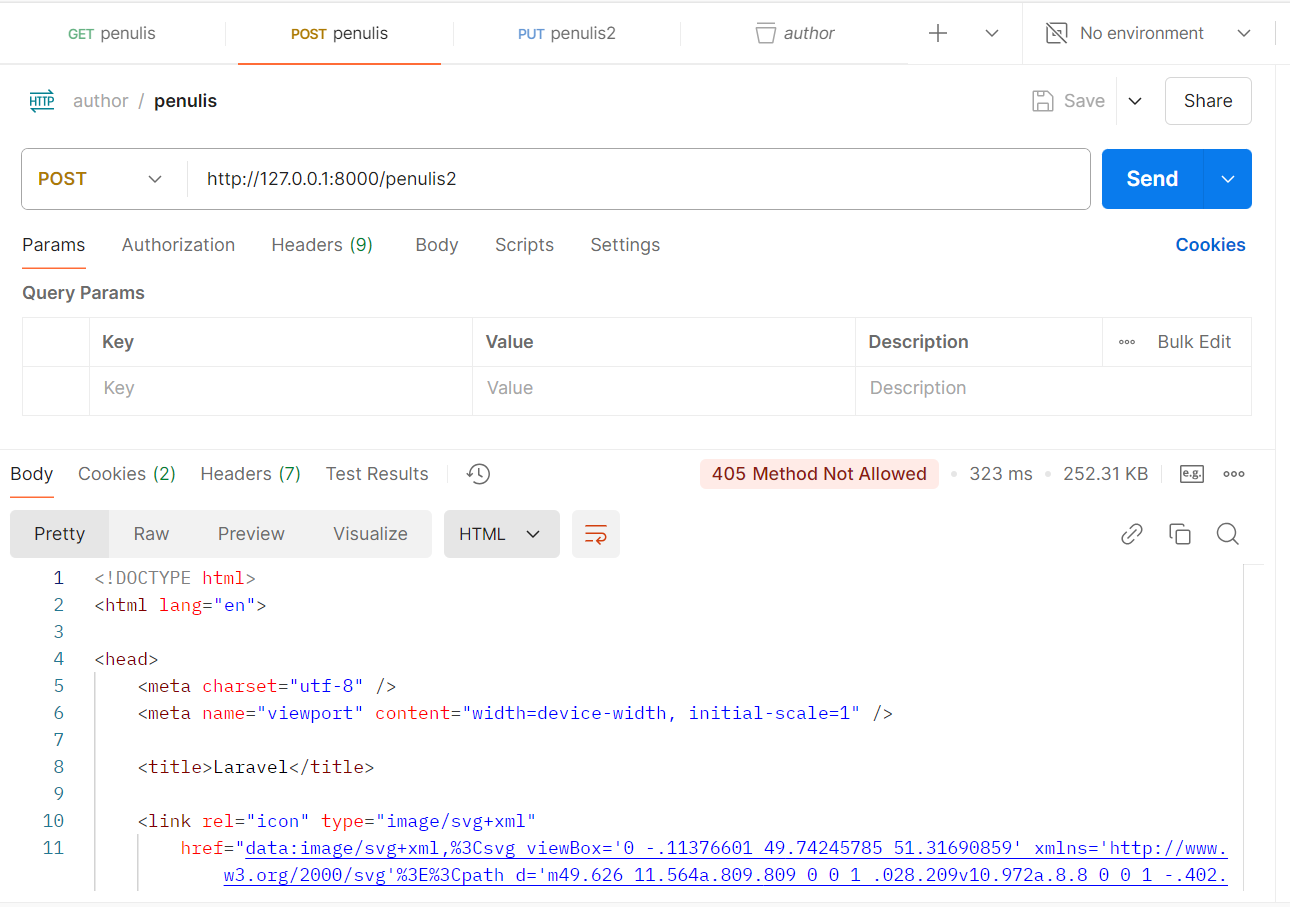 GET penulis POST penulis PUT penulis2 author No environment
HTTP author / penulis Save Share
POST http://127.0.0.1:8000/penulis2 Send
Params Authorization Headers (9) Body Scripts Settings Cookies
Query Params
Key Value Description Bulk Edit
Key Value Description
Body Cookies (2) Headers (7) Test Results 405 Method Not Allowed 323 ms 252.31 KB e.g.
Pretty Raw Preview Visualize HTML
1 <!DOCTYPE html>
2 <html lang="en">
3
4 <head>
5 <meta charset="utf-8" />
6 <meta name="viewport" content="width=device-width, initial-scale=1" />
7
8 <title>Laravel</title>
9
10 <link rel="icon" type="image/svg+xml"
11 href="data:image/svg+xml,%3Csvg viewBox='0 -.11376601 49.74245785 51.31690859' xmlns='http://www.
w3.org/2000/svg'%3E%3Cpath d='m49.626 11.564a.809.809 0 0 1 .028.209v10.972a.8.8 0 0 1 -.402.